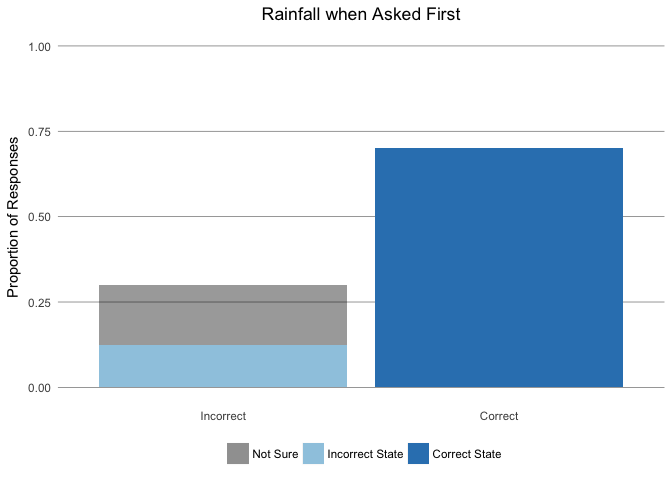 Rainfall when Asked First
Proportion of Responses
1.00
0.75
0.50
0.25
0.00
Incorrect
Correct
Not Sure
Incorrect State
Correct State